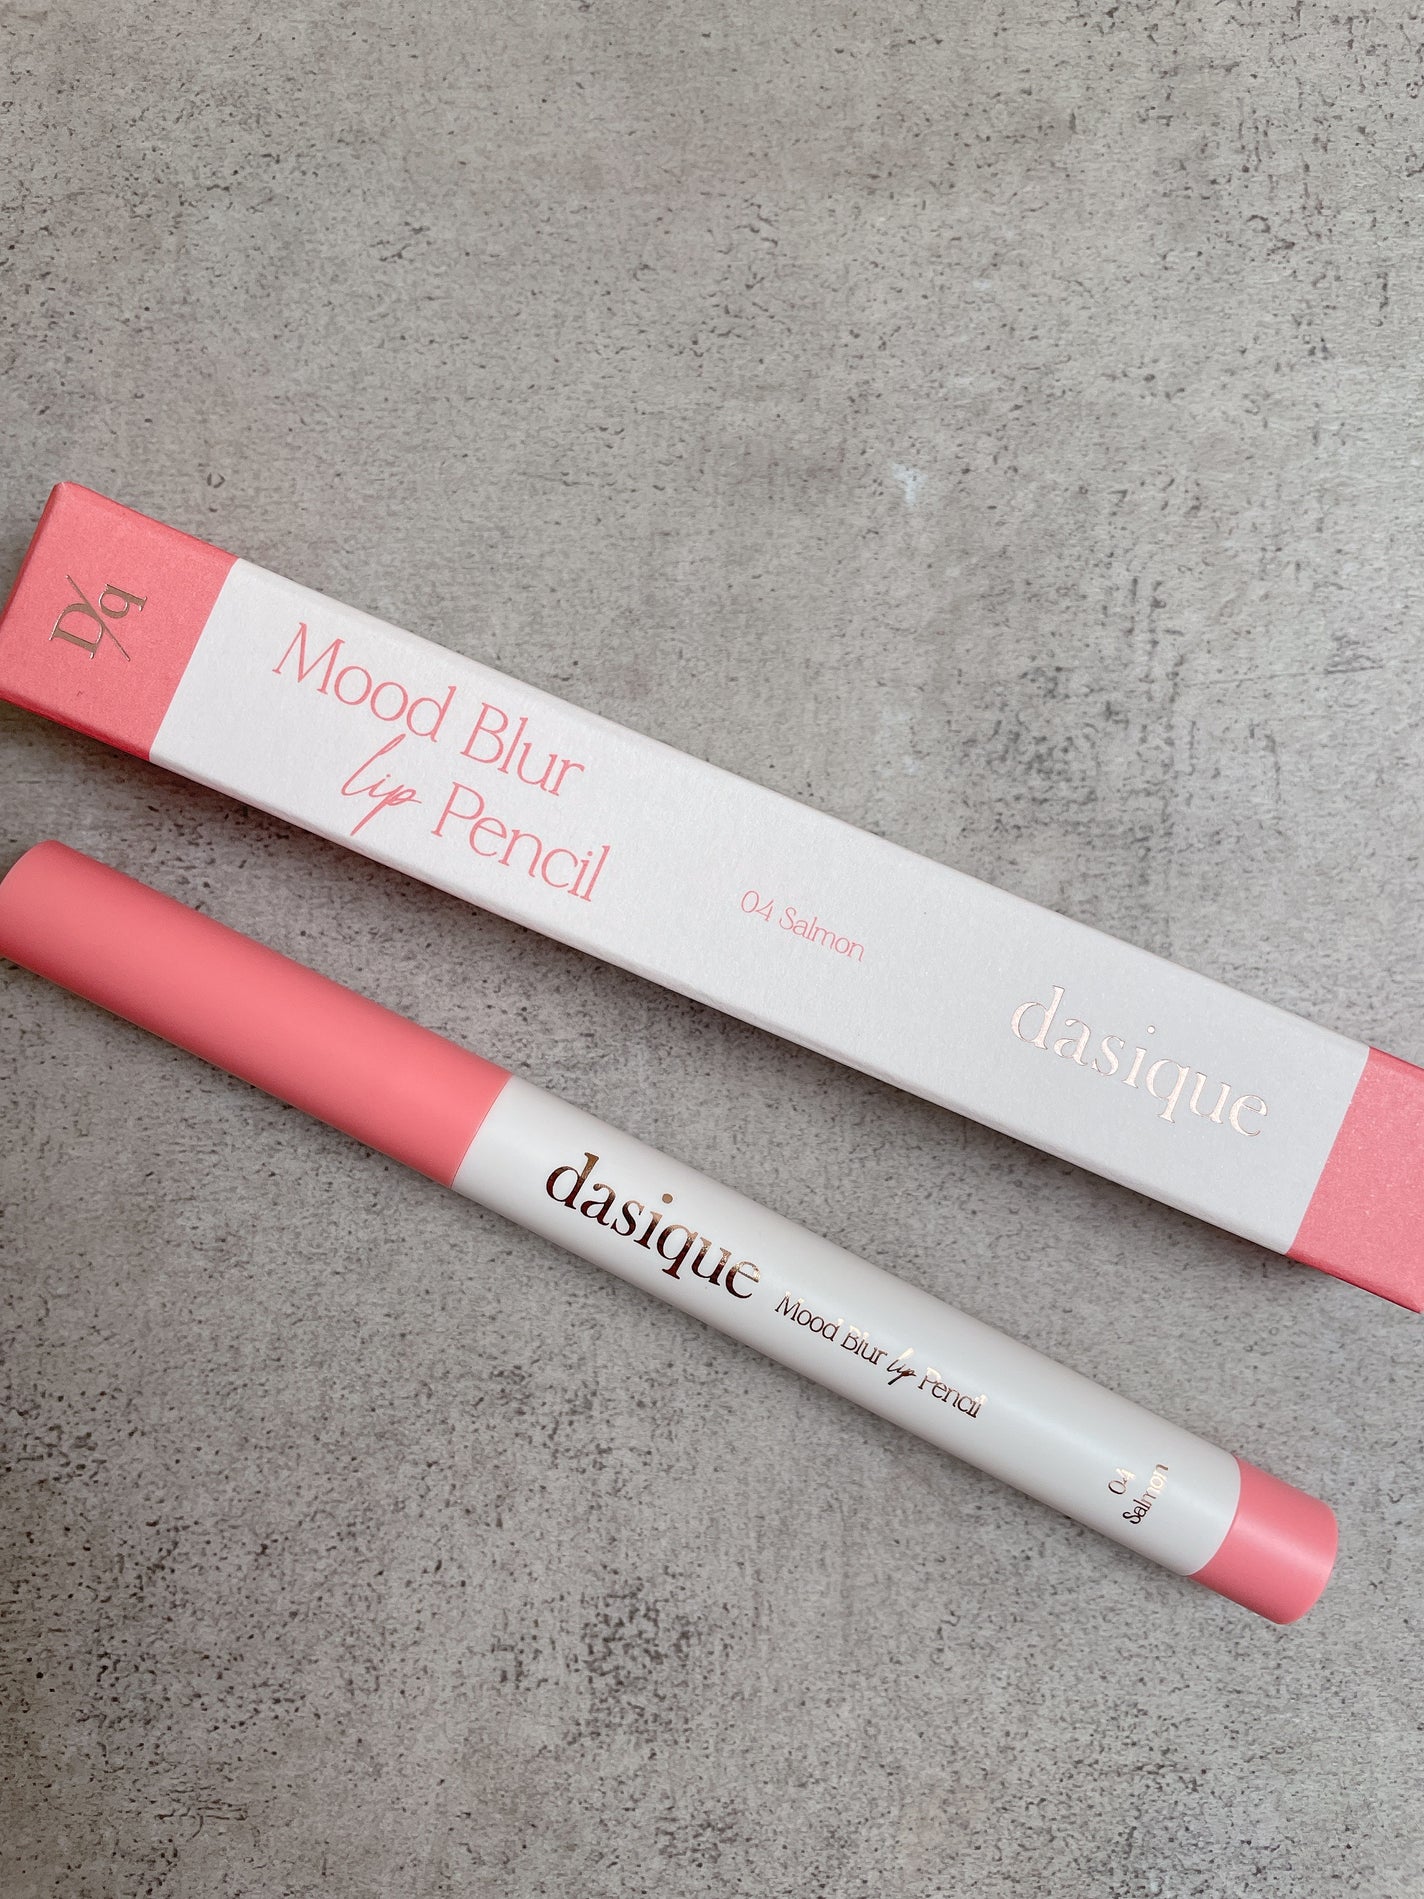 D/q
Mood Blur
lip Pencil
04 Salmon
dasique
dasique
Mood Blur lip Pencil
04
Salmon